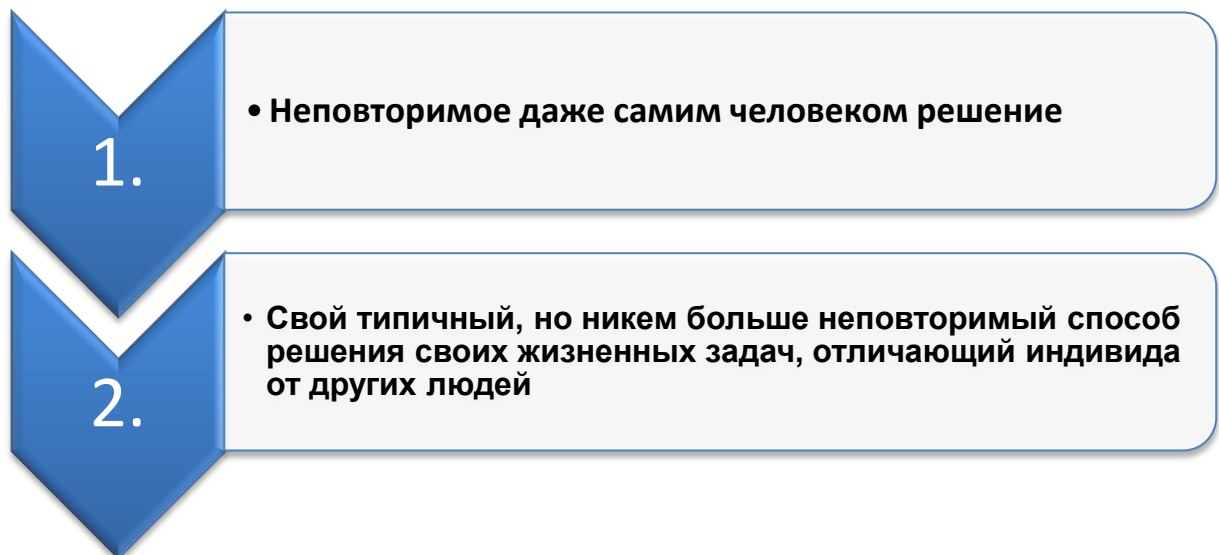 1.
• Неповторимое даже самим человеком решение
2.
• Свой типичный, но никем больше неповторимый способ
решения своих жизненных задач, отличающий индивида
от других людей